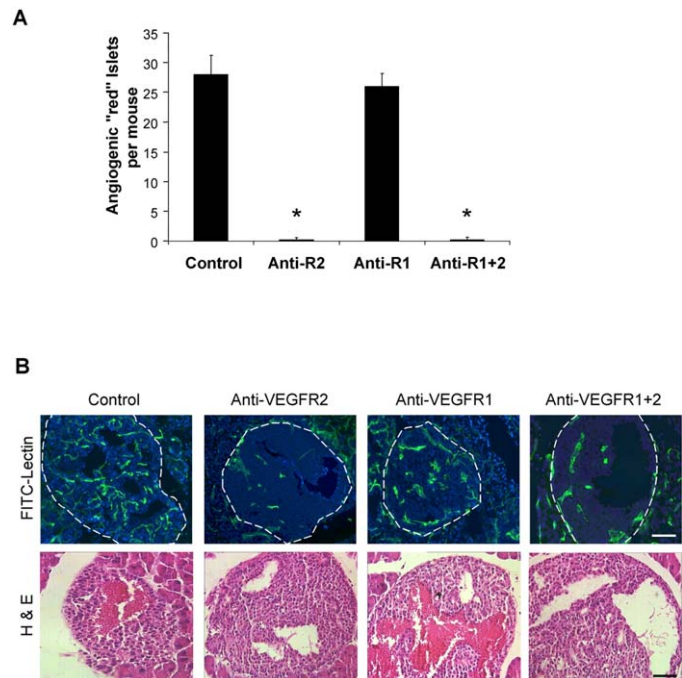 A
Angiogenic "red" Islets
per mouse
35
30
25
20
15
10
5
0
*
*
Control
Anti-R2
Anti-R1
Anti-R1+2
B
Control
Anti-VEGFR2
Anti-VEGFR1
Anti-VEGFR1+2
FITC-Lectin
H & E